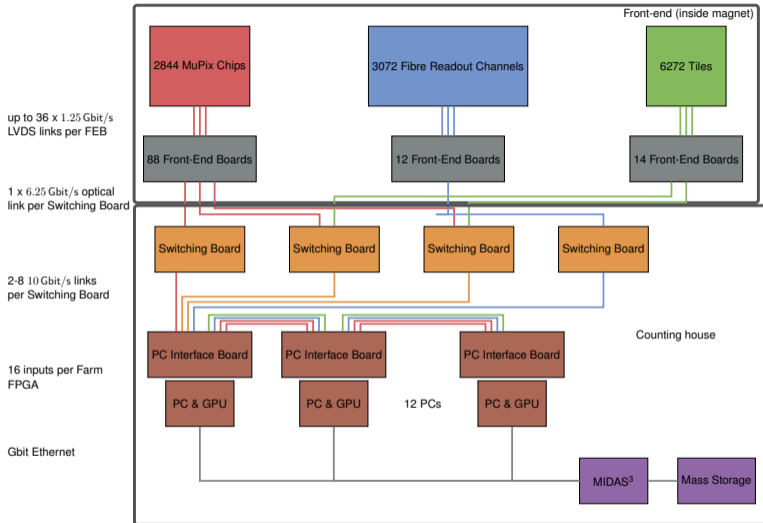 Front-end (inside magnet)
2844 MuPix Chips
3072 Fibre Readout Channels
6272 Tiles
up to 36 x 1.25 Gbit/s
LVDS links per FEB
88 Front-End Boards
12 Front-End Boards
14 Front-End Boards
1 x 6.25 Gbit/s optical
link per Switching Board
Switching Board
Switching Board
Switching Board
Switching Board
2-8 10 Gbit/s links
per Switching Board
Counting house
PC Interface Board
PC Interface Board
PC Interface Board
16 inputs per Farm
FPGA
PC & GPU
PC & GPU
12 PCs
PC & GPU
Gbit Ethernet
MIDAS³
Mass Storage